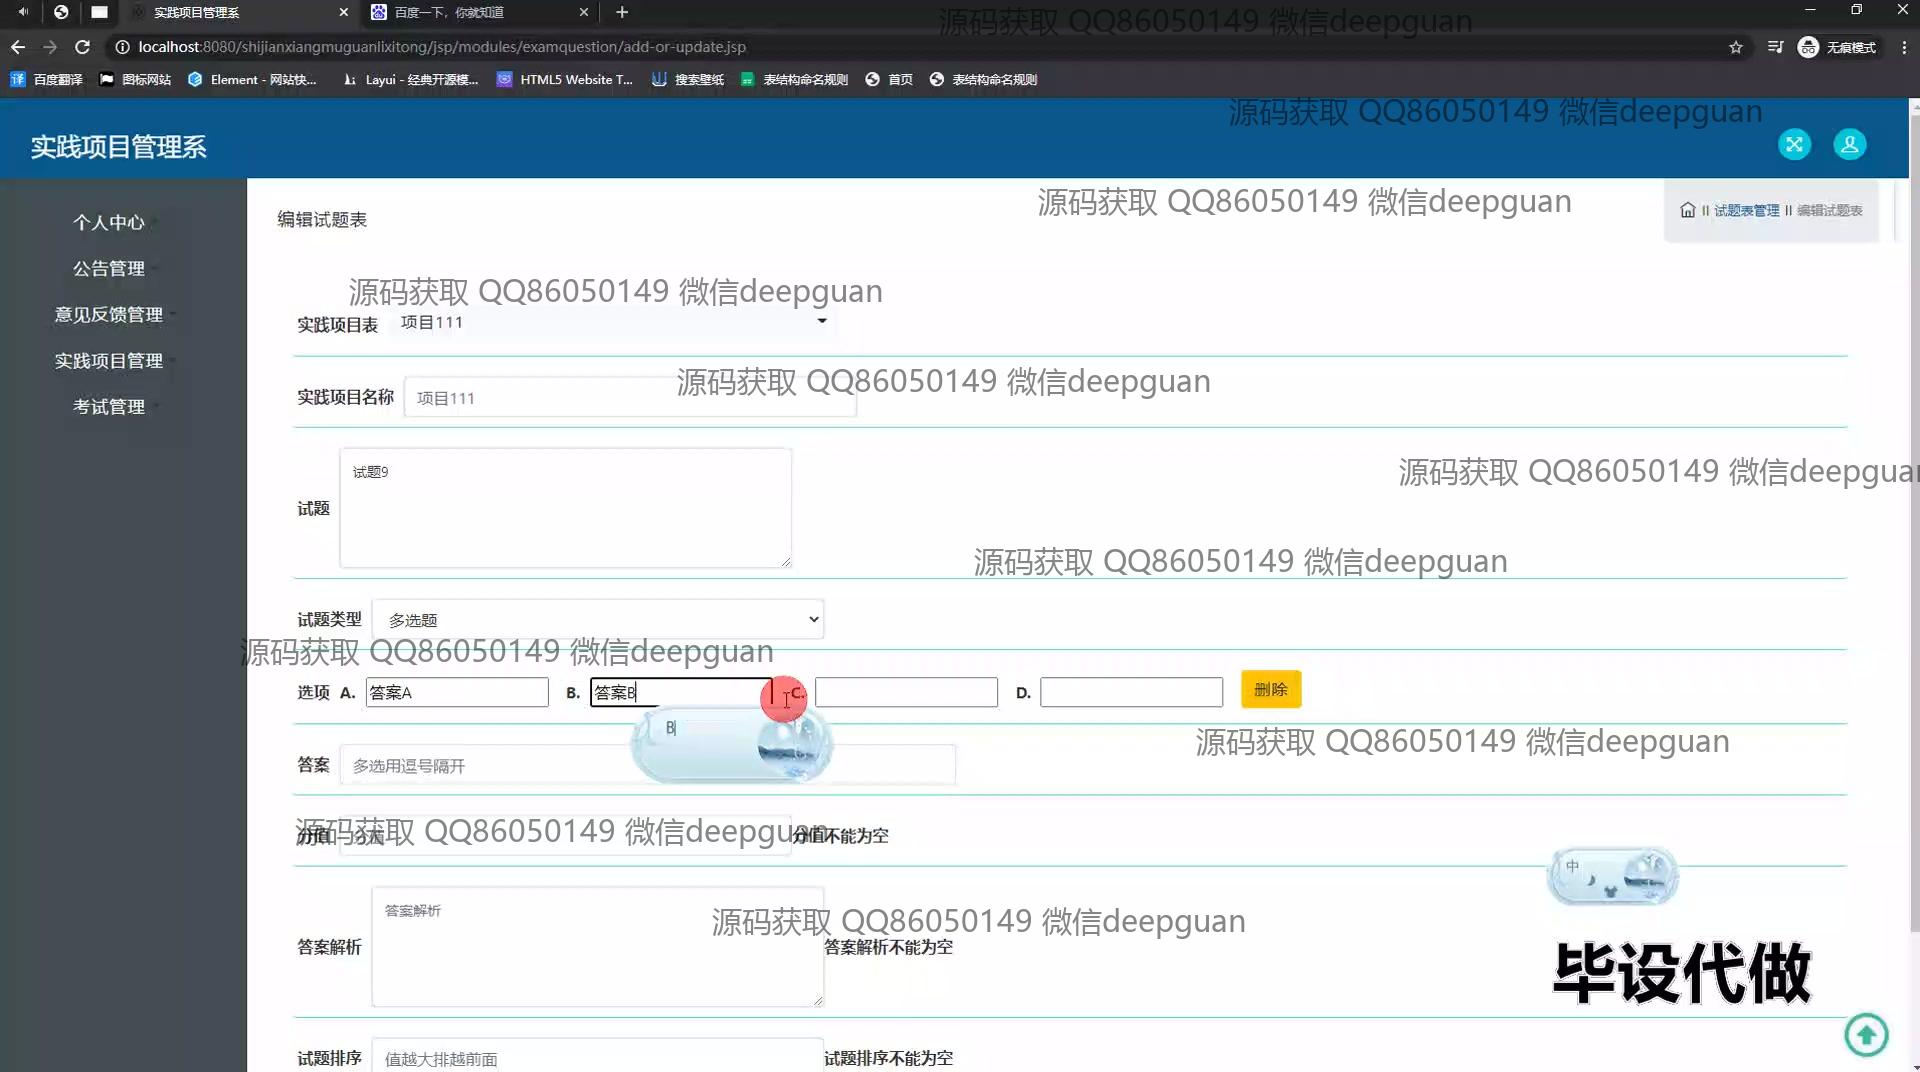 实践项目管理系
百度一下，你就知道
源码获取 QQ86050149 微信deepguan
localhost:8080/shijianxiangmuguanlixitong/jsp/modules/examquestion/add-or-update.jsp
无痕模式
百度翻译
图标网站
Element - 网站快...
Layui - 经典开源模...
HTML5 Website T...
搜索壁纸
表结构命名规则
首页
表结构命名规则
源码获取 QQ86050149 微信deepguan
实践项目管理系
个人中心
公告管理
意见反馈管理
实践项目管理
考试管理
源码获取 QQ86050149 微信deepguan
编辑试题表
试题表管理
编辑试题表
源码获取 QQ86050149 微信deepguan
实践项目表 项目111
源码获取 QQ86050149 微信deepguan
实践项目名称 项目111
试题9
试题
源码获取 QQ86050149 微信deepguan
源码获取 QQ86050149 微信deepguan
试题类型 多选题
源码获取 QQ86050149 微信deepguan
选项 A. 答案A B. 答案B C. D. 删除
B
源码获取 QQ86050149 微信deepguan
答案 多选用逗号隔开
源码获取 QQ86050149 微信deepguan
分值 分值 分值不能为空
中
答案解析
源码获取 QQ86050149 微信deepguan
答案解析 答案解析不能为空
毕设代做
试题排序 值越大排越前面 试题排序不能为空